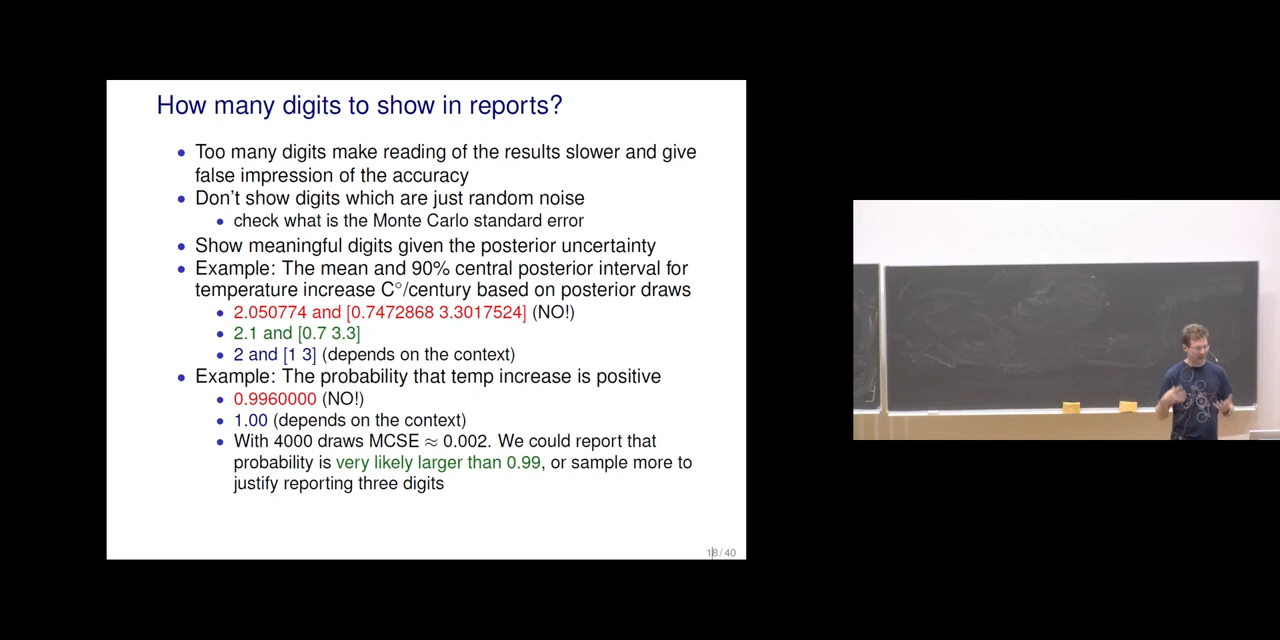 How many digits to show in reports?
• Too many digits make reading of the results slower and give
false impression of the accuracy
• Don't show digits which are just random noise
• check what is the Monte Carlo standard error
• Show meaningful digits given the posterior uncertainty
• Example: The mean and 90% central posterior interval for
temperature increase C°/century based on posterior draws
• 2.050774 and [0.7472868 3.3017524] (NO!)
• 2.1 and [0.7 3.3]
• 2 and [1 3] (depends on the context)
• Example: The probability that temp increase is positive
• 0.9960000 (NO!)
• 1.00 (depends on the context)
• With 4000 draws MCSE ≈ 0.002. We could report that
probability is very likely larger than 0.99, or sample more to
justify reporting three digits
18 / 40